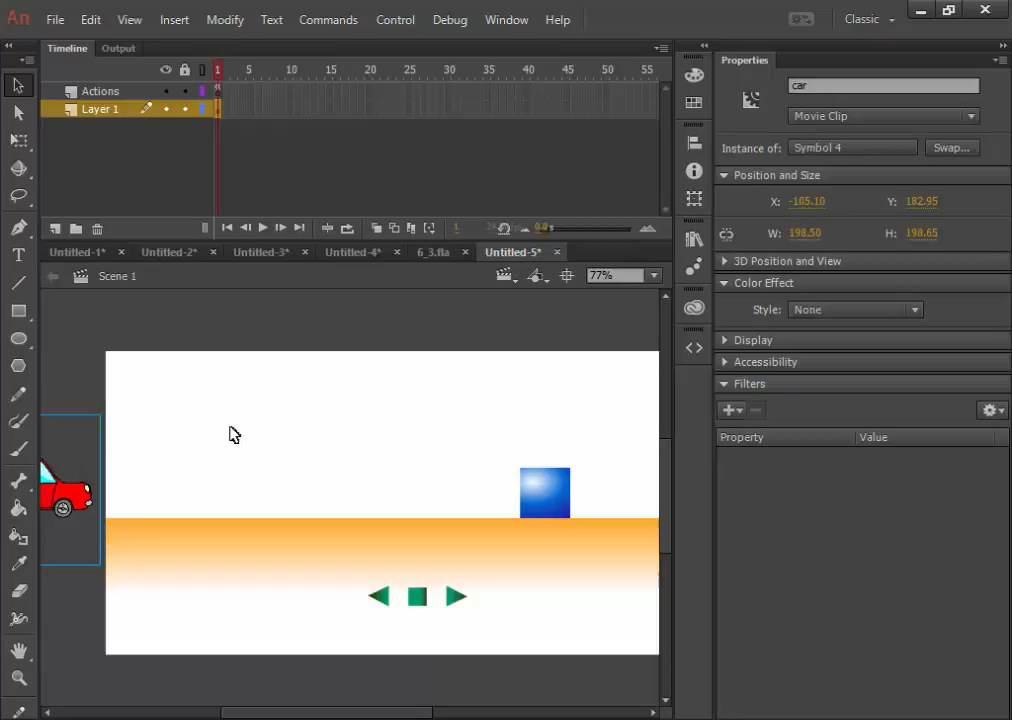 An File Edit View Insert Modify Text Commands Control Debug Window Help Classic
Timeline Output
Properties
1 5 10 15 20 25 30 35 40 45 50 55
Actions
Layer 1
car
Movie Clip
Instance of: Symbol 4 Swap...
Position and Size
X: -105.10 Y: 182.95
W: 198.50 H: 198.65
1
Untitled-1* × Untitled-2* × Untitled-3* × Untitled-4* × 6_3.fla × Untitled-5* ×
Scene 1
77%
3D Position and View
Color Effect
Style: None
Display
Accessibility
Filters
Property Value